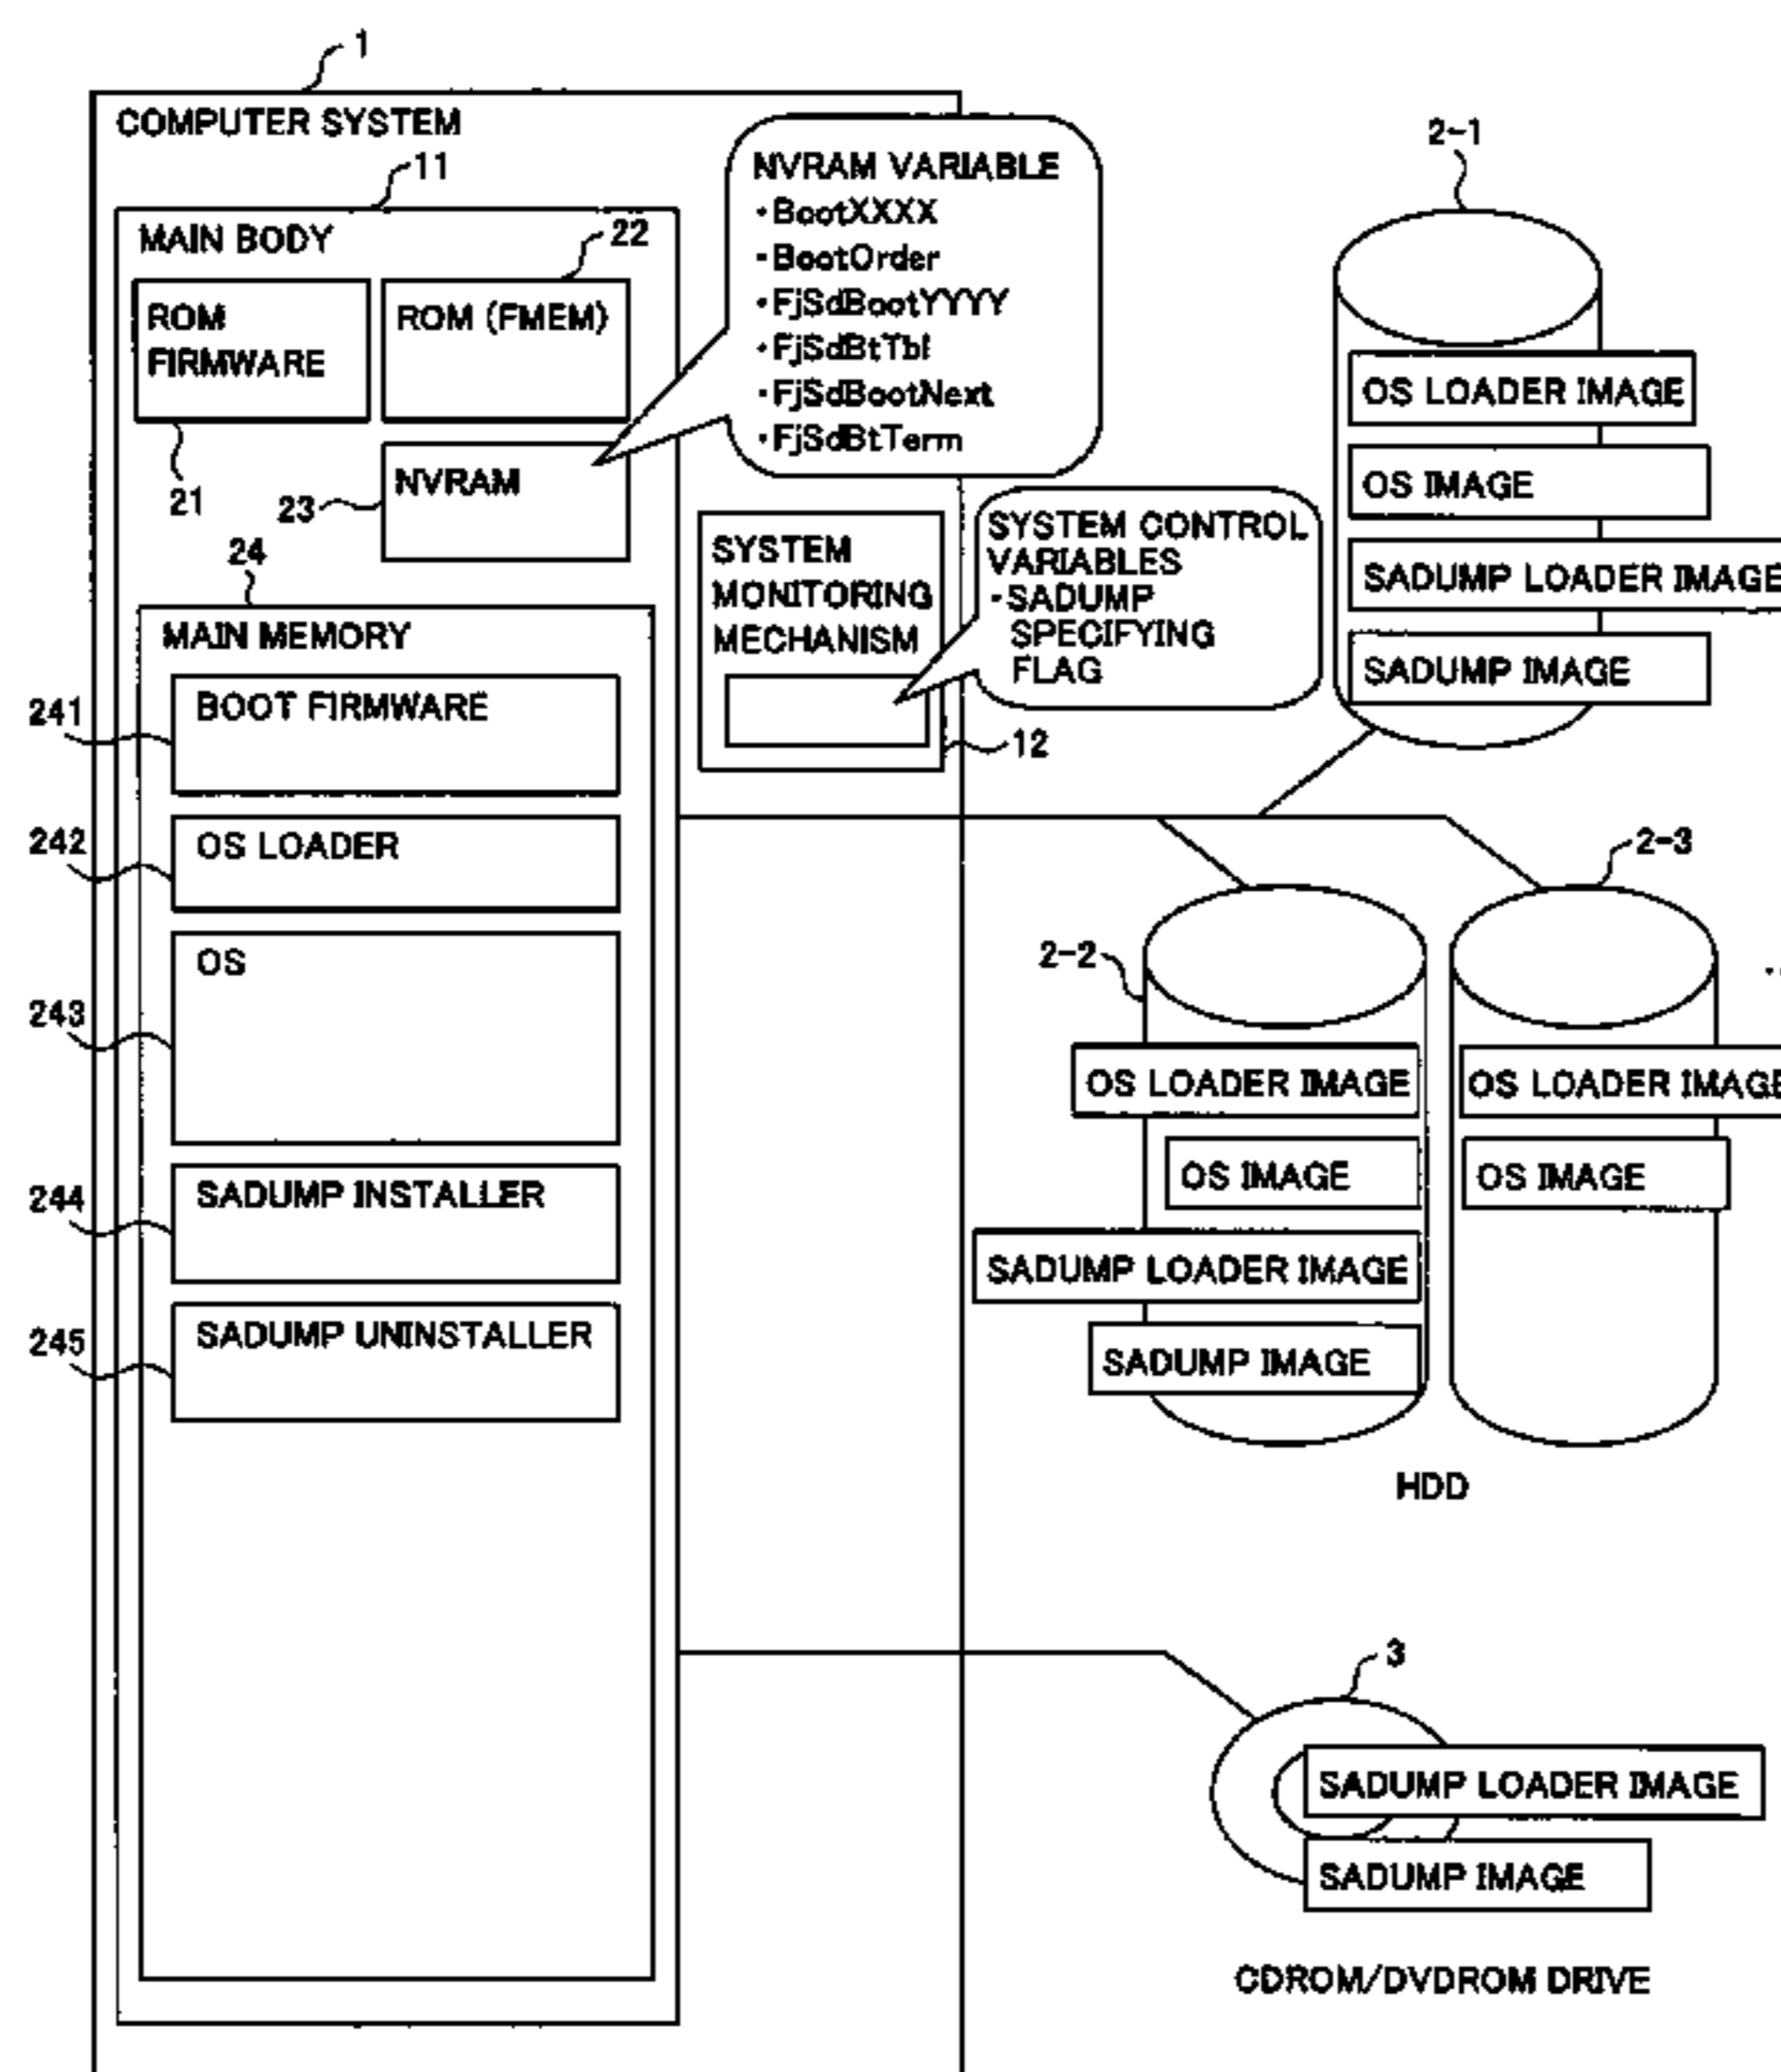 1
COMPUTER SYSTEM
11
MAIN BODY
22
ROM
FIRMWARE
ROM (FMEM)
21
23
NVRAM
NVRAM VARIABLE
・BootXXXX
・BootOrder
・FjSdBootYYYY
・FjSdBtTbl
・FjSdBootNext
・FjSdBtTerm
SYSTEM
MONITORING
MECHANISM
12
SYSTEM CONTROL
VARIABLES
・SADUMP
SPECIFYING
FLAG
24
MAIN MEMORY
241
BOOT FIRMWARE
242
OS LOADER
243
OS
244
SADUMP INSTALLER
245
SADUMP UNINSTALLER
2-1
OS LOADER IMAGE
OS IMAGE
SADUMP LOADER IMAGE
SADUMP IMAGE
2-2
OS LOADER IMAGE
OS IMAGE
SADUMP LOADER IMAGE
SADUMP IMAGE
2-3
OS LOADER IMAGE
OS IMAGE
HDD
3
SADUMP LOADER IMAGE
SADUMP IMAGE
CDROM/DVDROM DRIVE